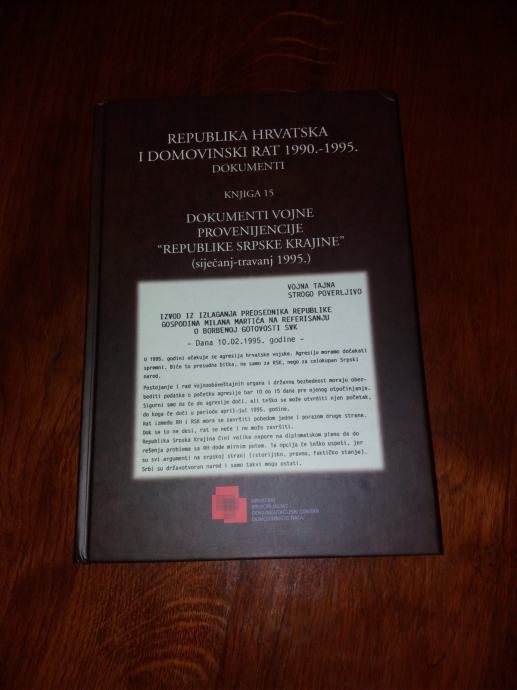 REPUBLIKA HRVATSKA
I DOMOVINSKI RAT 1990.-1995.
DOKUMENTI
KNJIGA 15
DOKUMENTI VOJNE
PROVENIJENCIJE
“REPUBLIKE SRPSKE KRAJINE”
(siječanj-travanj 1995.)
VOJNA TAJNA
STROGO POVERLJIVO
IZVOD IZ IZLAGANJA PREDSEDNIKA REPUBLIKE
GOSPODINA MILANA MARTIĆA NA REFERISANJU
O BORBENOJ GOTOVOSTI SVK
- Dana 10.02.1995. godine -
U 1995. godini očekuje se agresija hrvatske vojske. Agresiju moramo dočekati
spremni. Biće to presudna bitka, ne samo za RSK, nego za celokupan Srpski
narod.
Postojanje i rad vojnoobveštajnih organa i državna bezbednost moraju obez-
bediti podatke o početku agresije bar 10 do 15 dana pre njenog otpočinjanja.
Sigurni smo da će do agresije doći, ali teško se može utvrditi njen početak,
do koga će doći u periodu april-jul 1995. godine.
Rat između RH i RSK mora se završiti pobedom jedne i porazom druge strane.
Dok se to ne desi, rat se neće i ne može završiti.
Republika Srpska Krajina čini velike napore na diplomatskom planu da do
rešenja problema sa RH dođe mirnim putem. Ta opcija će teško uspeti, jer
su svi argumenti na srpskoj strani (istorijsko, pravno, faktičko stanje).
Srbi su državotvoran narod i samo takvi mogu ostati.
HRVATSKI
MEMORIJALNO-
DOKUMENTACIJSKI CENTAR
DOMOVINSKOG RATA